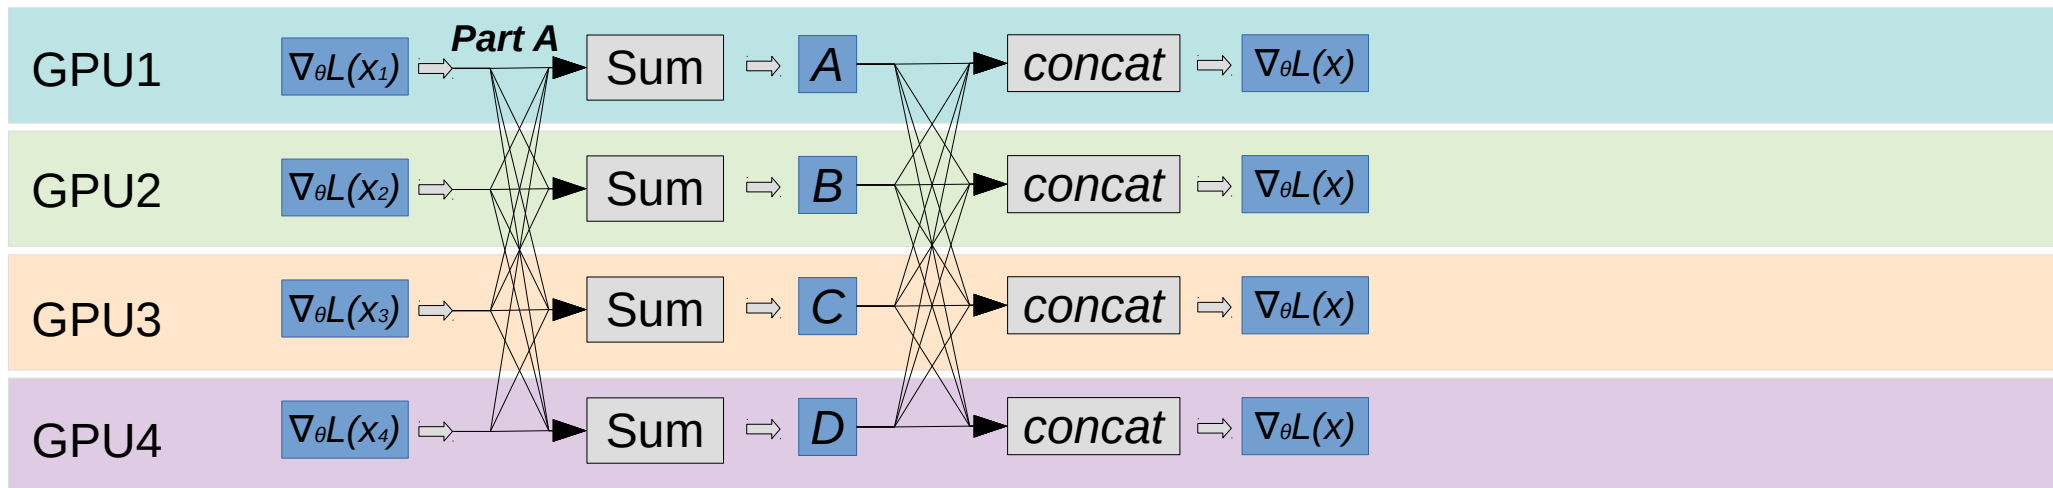 Part A
GPU1 ∇θL(x1) Sum A concat ∇θL(x)
GPU2 ∇θL(x2) Sum B concat ∇θL(x)
GPU3 ∇θL(x3) Sum C concat ∇θL(x)
GPU4 ∇θL(x4) Sum D concat ∇θL(x)